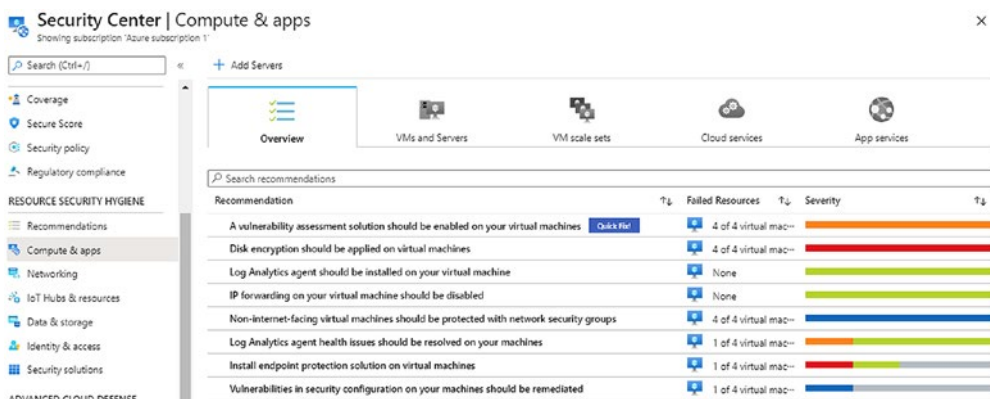 Security Center | Compute & apps
Showing subscription 'Azure subscription 1'
Search (Ctrl+/)
Add Servers
Coverage
Secure Score
Security policy
Regulatory compliance
RESOURCE SECURITY HYGIENE
Recommendations
Compute & apps
Networking
IoT Hubs & resources
Data & storage
Identity & access
Security solutions
ADVANCED CLOUD DEFENSE
Overview VMs and Servers VM scale sets Cloud services App services
Search recommendations
Recommendation Failed Resources Severity
A vulnerability assessment solution should be enabled on your virtual machines Quick Fix! 4 of 4 virtual mac...
Disk encryption should be applied on virtual machines 4 of 4 virtual mac...
Log Analytics agent should be installed on your virtual machine None
IP forwarding on your virtual machine should be disabled None
Non-internet-facing virtual machines should be protected with network security groups 4 of 4 virtual mac...
Log Analytics agent health issues should be resolved on your machines 1 of 4 virtual mac...
Install endpoint protection solution on virtual machines 1 of 4 virtual mac...
Vulnerabilities in security configuration on your machines should be remediated 1 of 4 virtual mac...